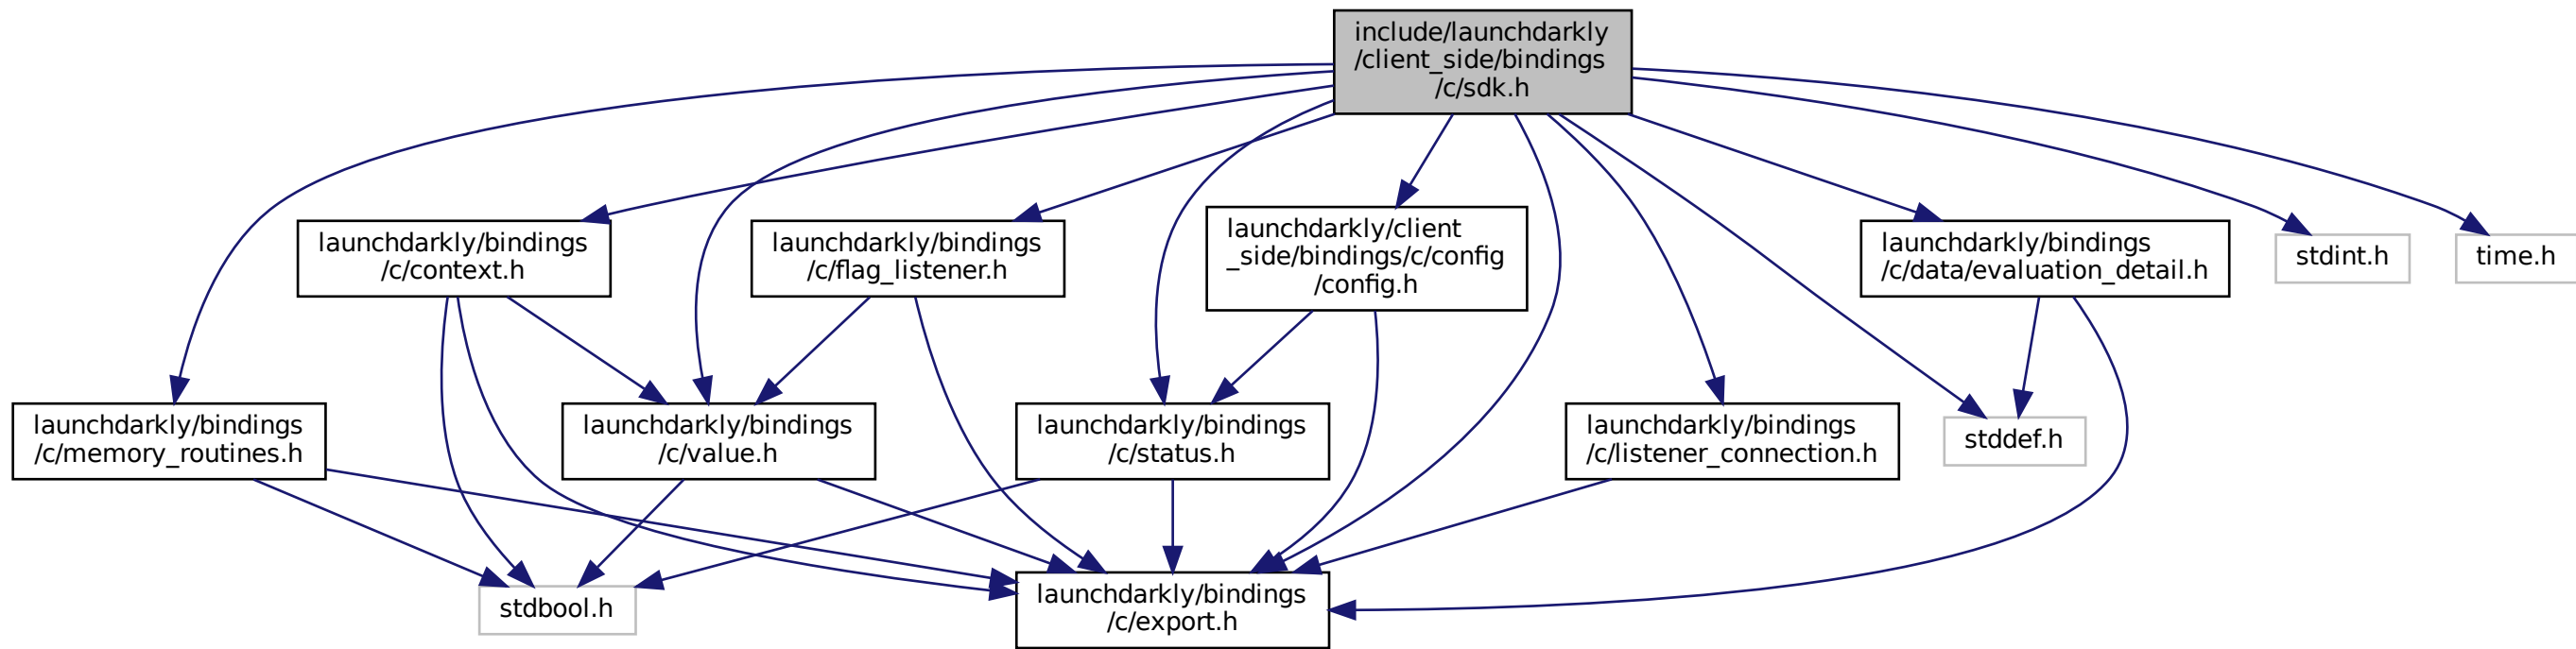 include/launchdarkly
/client_side/bindings
/c/sdk.h
launchdarkly/bindings
/c/context.h
launchdarkly/bindings
/c/flag_listener.h
launchdarkly/client
_side/bindings/c/config
/config.h
launchdarkly/bindings
/c/data/evaluation_detail.h
stdint.h
time.h
launchdarkly/bindings
/c/memory_routines.h
launchdarkly/bindings
/c/value.h
launchdarkly/bindings
/c/status.h
launchdarkly/bindings
/c/listener_connection.h
stddef.h
stdbool.h
launchdarkly/bindings
/c/export.h